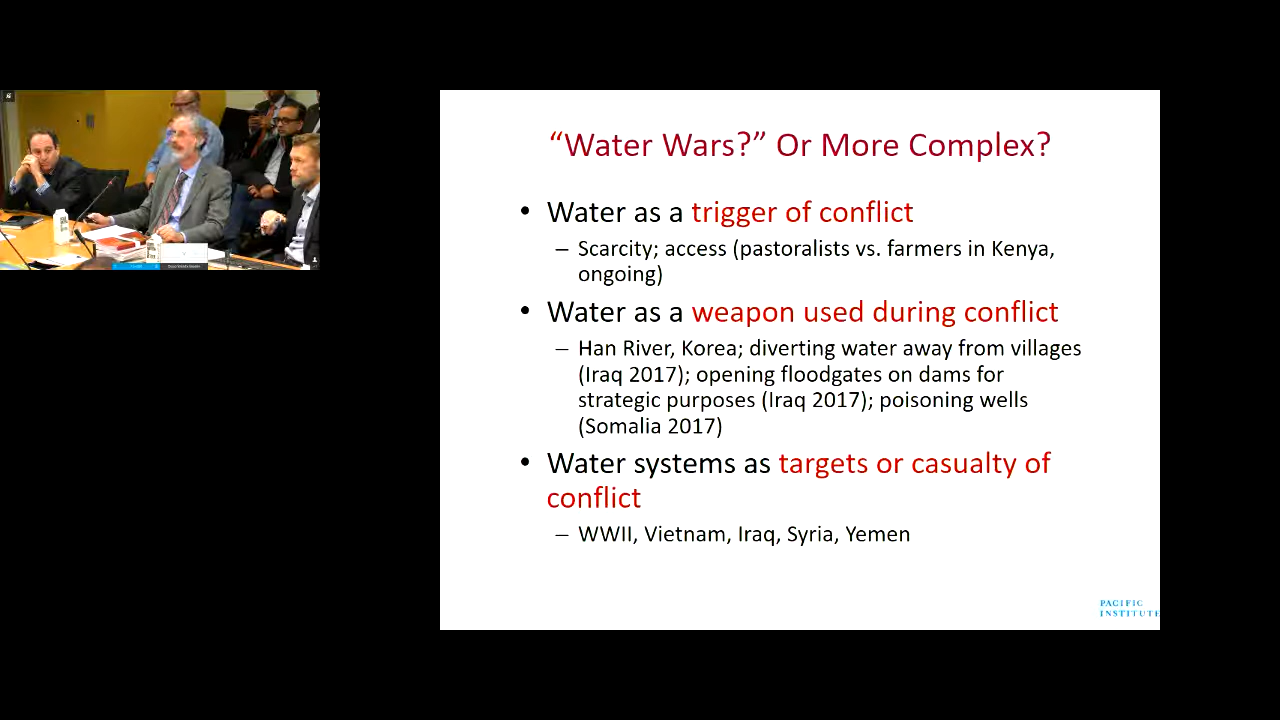 “Water Wars?” Or More Complex?
• Water as a trigger of conflict
– Scarcity; access (pastoralists vs. farmers in Kenya,
ongoing)
• Water as a weapon used during conflict
– Han River, Korea; diverting water away from villages
(Iraq 2017); opening floodgates on dams for
strategic purposes (Iraq 2017); poisoning wells
(Somalia 2017)
• Water systems as targets or casualty of
conflict
– WWII, Vietnam, Iraq, Syria, Yemen
PACIFIC
INSTITUTE